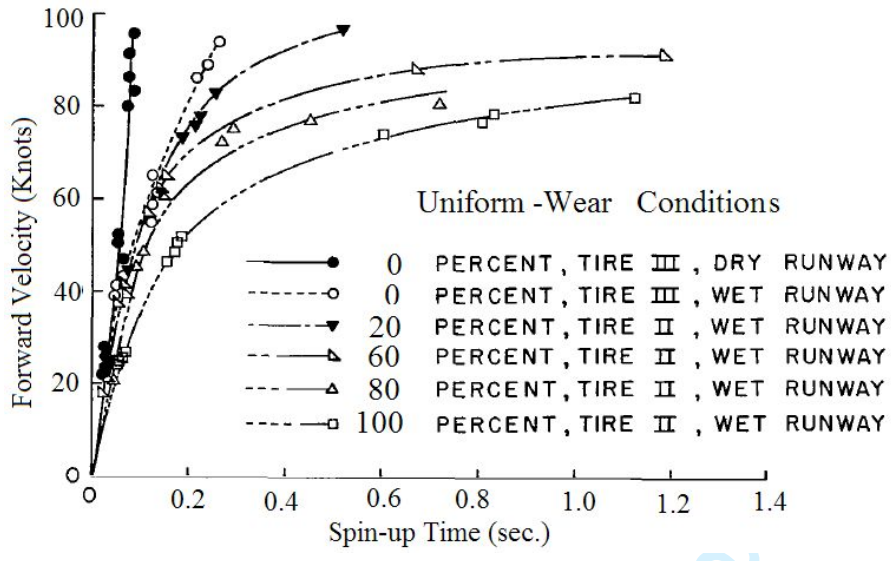 100
80
60
40
20
0
0
0.2
0.4
0.6
0.8
1.0
1.2
1.4
Forward Velocity (Knots)
Spin-up Time (sec.)
Uniform -Wear Conditions
0 PERCENT, TIRE III, DRY RUNWAY
0 PERCENT, TIRE III, WET RUNWAY
20 PERCENT, TIRE II, WET RUNWAY
60 PERCENT, TIRE II, WET RUNWAY
80 PERCENT, TIRE II, WET RUNWAY
100 PERCENT, TIRE II, WET RUNWAY